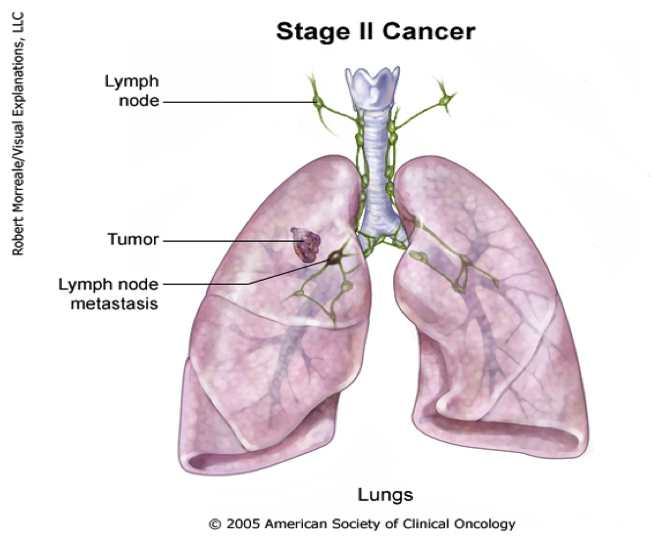 Stage II Cancer
Robert Morreale/Visual Explanations, LLC
Lymph
node
Tumor
Lymph node
metastasis
Lungs
© 2005 American Society of Clinical Oncology